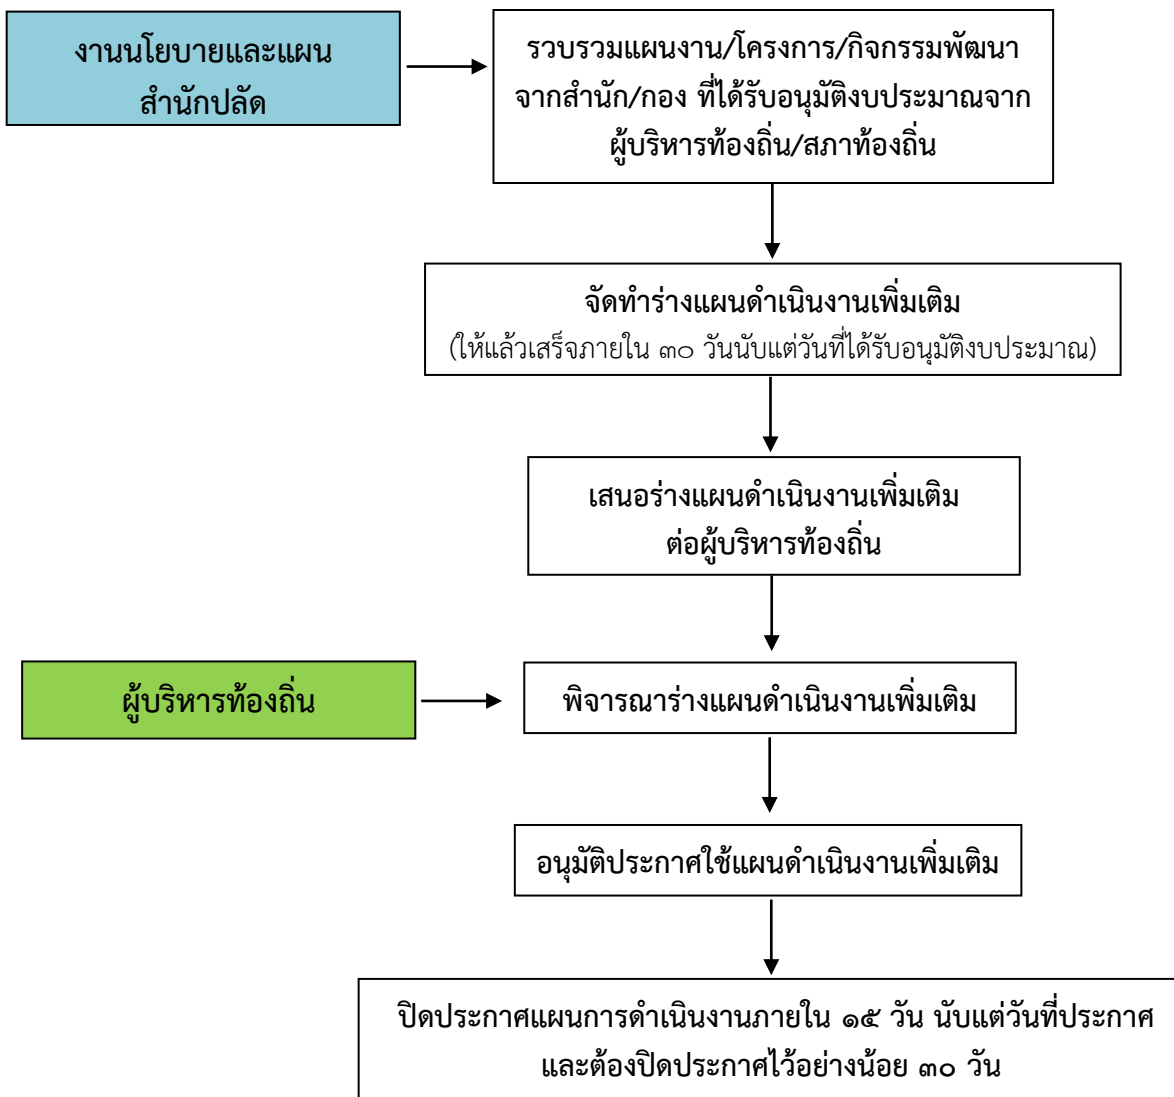 งานนโยบายและแผน
สำนักปลัด
รวบรวมแผนงาน/โครงการ/กิจกรรมพัฒนา
จากสำนัก/กอง ที่ได้รับอนุมัติงบประมาณจาก
ผู้บริหารท้องถิ่น/สภาท้องถิ่น
จัดทำร่างแผนดำเนินงานเพิ่มเติม
(ให้แล้วเสร็จภายใน ๓๐ วันนับแต่วันที่ได้รับอนุมัติงบประมาณ)
เสนอร่างแผนดำเนินงานเพิ่มเติม
ต่อผู้บริหารท้องถิ่น
ผู้บริหารท้องถิ่น
พิจารณาร่างแผนดำเนินงานเพิ่มเติม
อนุมัติประกาศใช้แผนดำเนินงานเพิ่มเติม
ปิดประกาศแผนการดำเนินงานภายใน ๑๕ วัน นับแต่วันที่ประกาศ
และต้องปิดประกาศไว้อย่างน้อย ๓๐ วัน